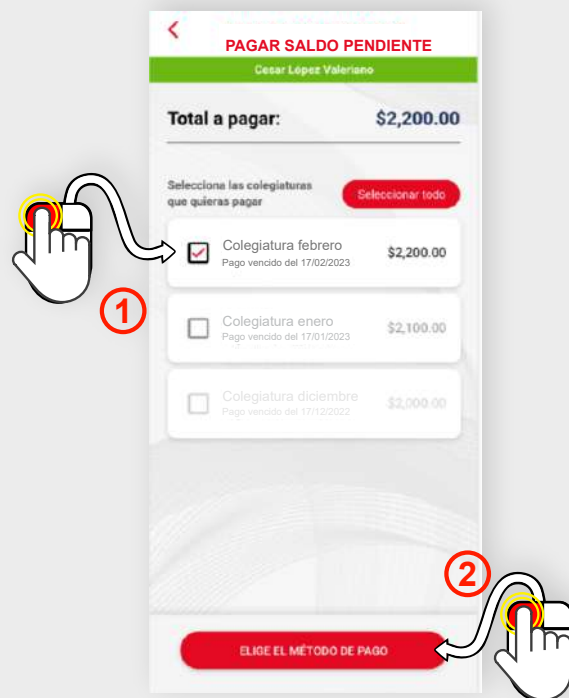 PAGAR SALDO PENDIENTE
Cesar López Valeriano
Total a pagar: $2,200.00
Selecciona las colegiaturas
que quieras pagar
Seleccionar todo
Colegiatura febrero
Pago vencido del 17/02/2023
$2,200.00
1
Colegiatura enero
Pago vencido del 17/01/2023
$2,100.00
Colegiatura diciembre
Pago vencido del 17/12/2022
$2,000.00
2
ELIGE EL MÉTODO DE PAGO